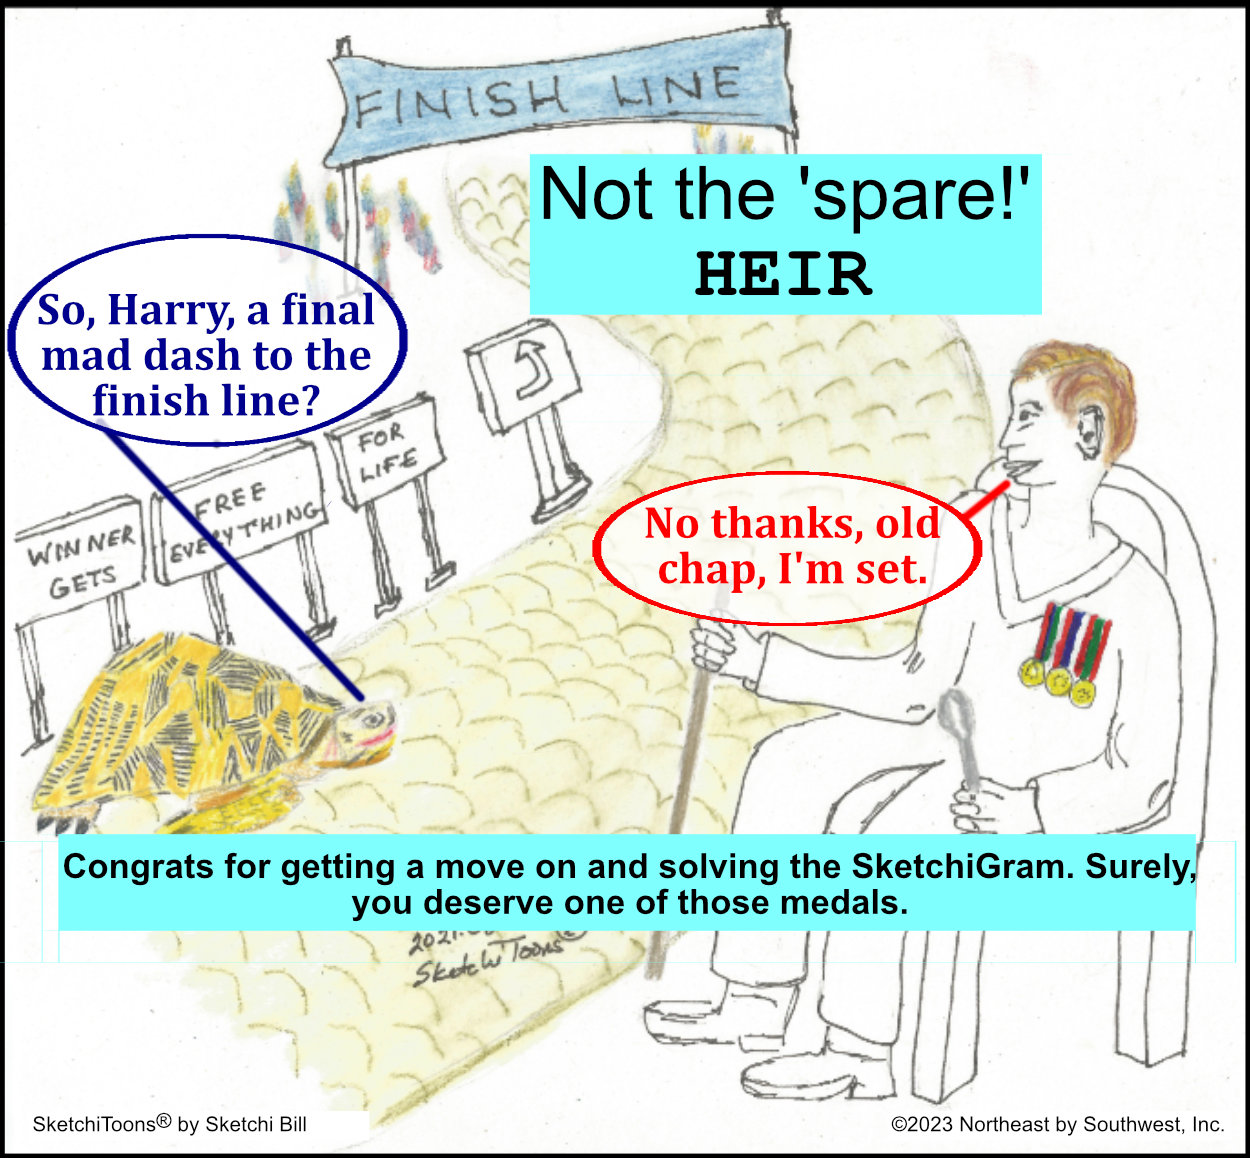 FINISH LINE
Not the 'spare!'
HEIR
So, Harry, a final
mad dash to the
finish line?
FOR
LIFE
FREE
EVERYTHING
WINNER
GETS
No thanks, old
chap, I'm set.
Congrats for getting a move on and solving the SketchiGram. Surely,
you deserve one of those medals.
SketchiToons®
SketchiToons® by Sketchi Bill
©2023 Northeast by Southwest, Inc.